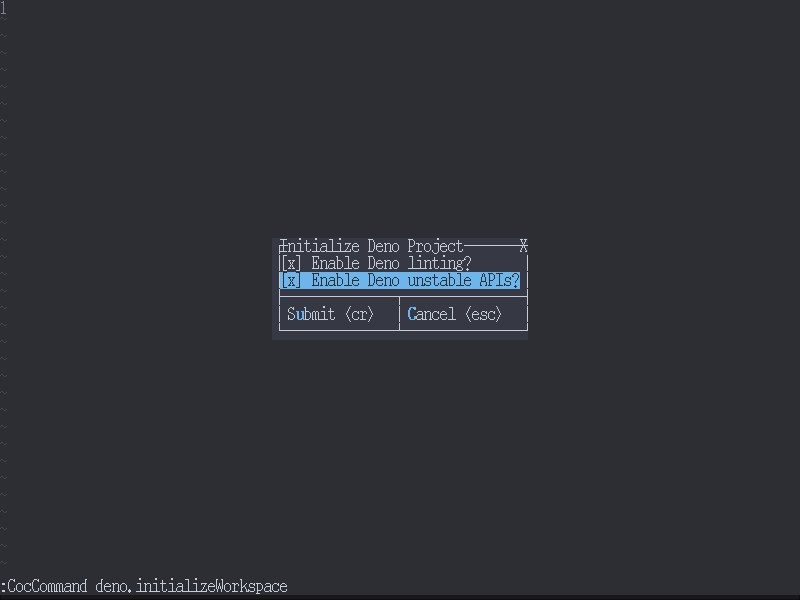 1
Initialize Deno Project X
[x] Enable Deno linting?
[x] Enable Deno unstable APIs?
Submit <cr> Cancel <esc>
:CocCommand deno.initializeWorkspace